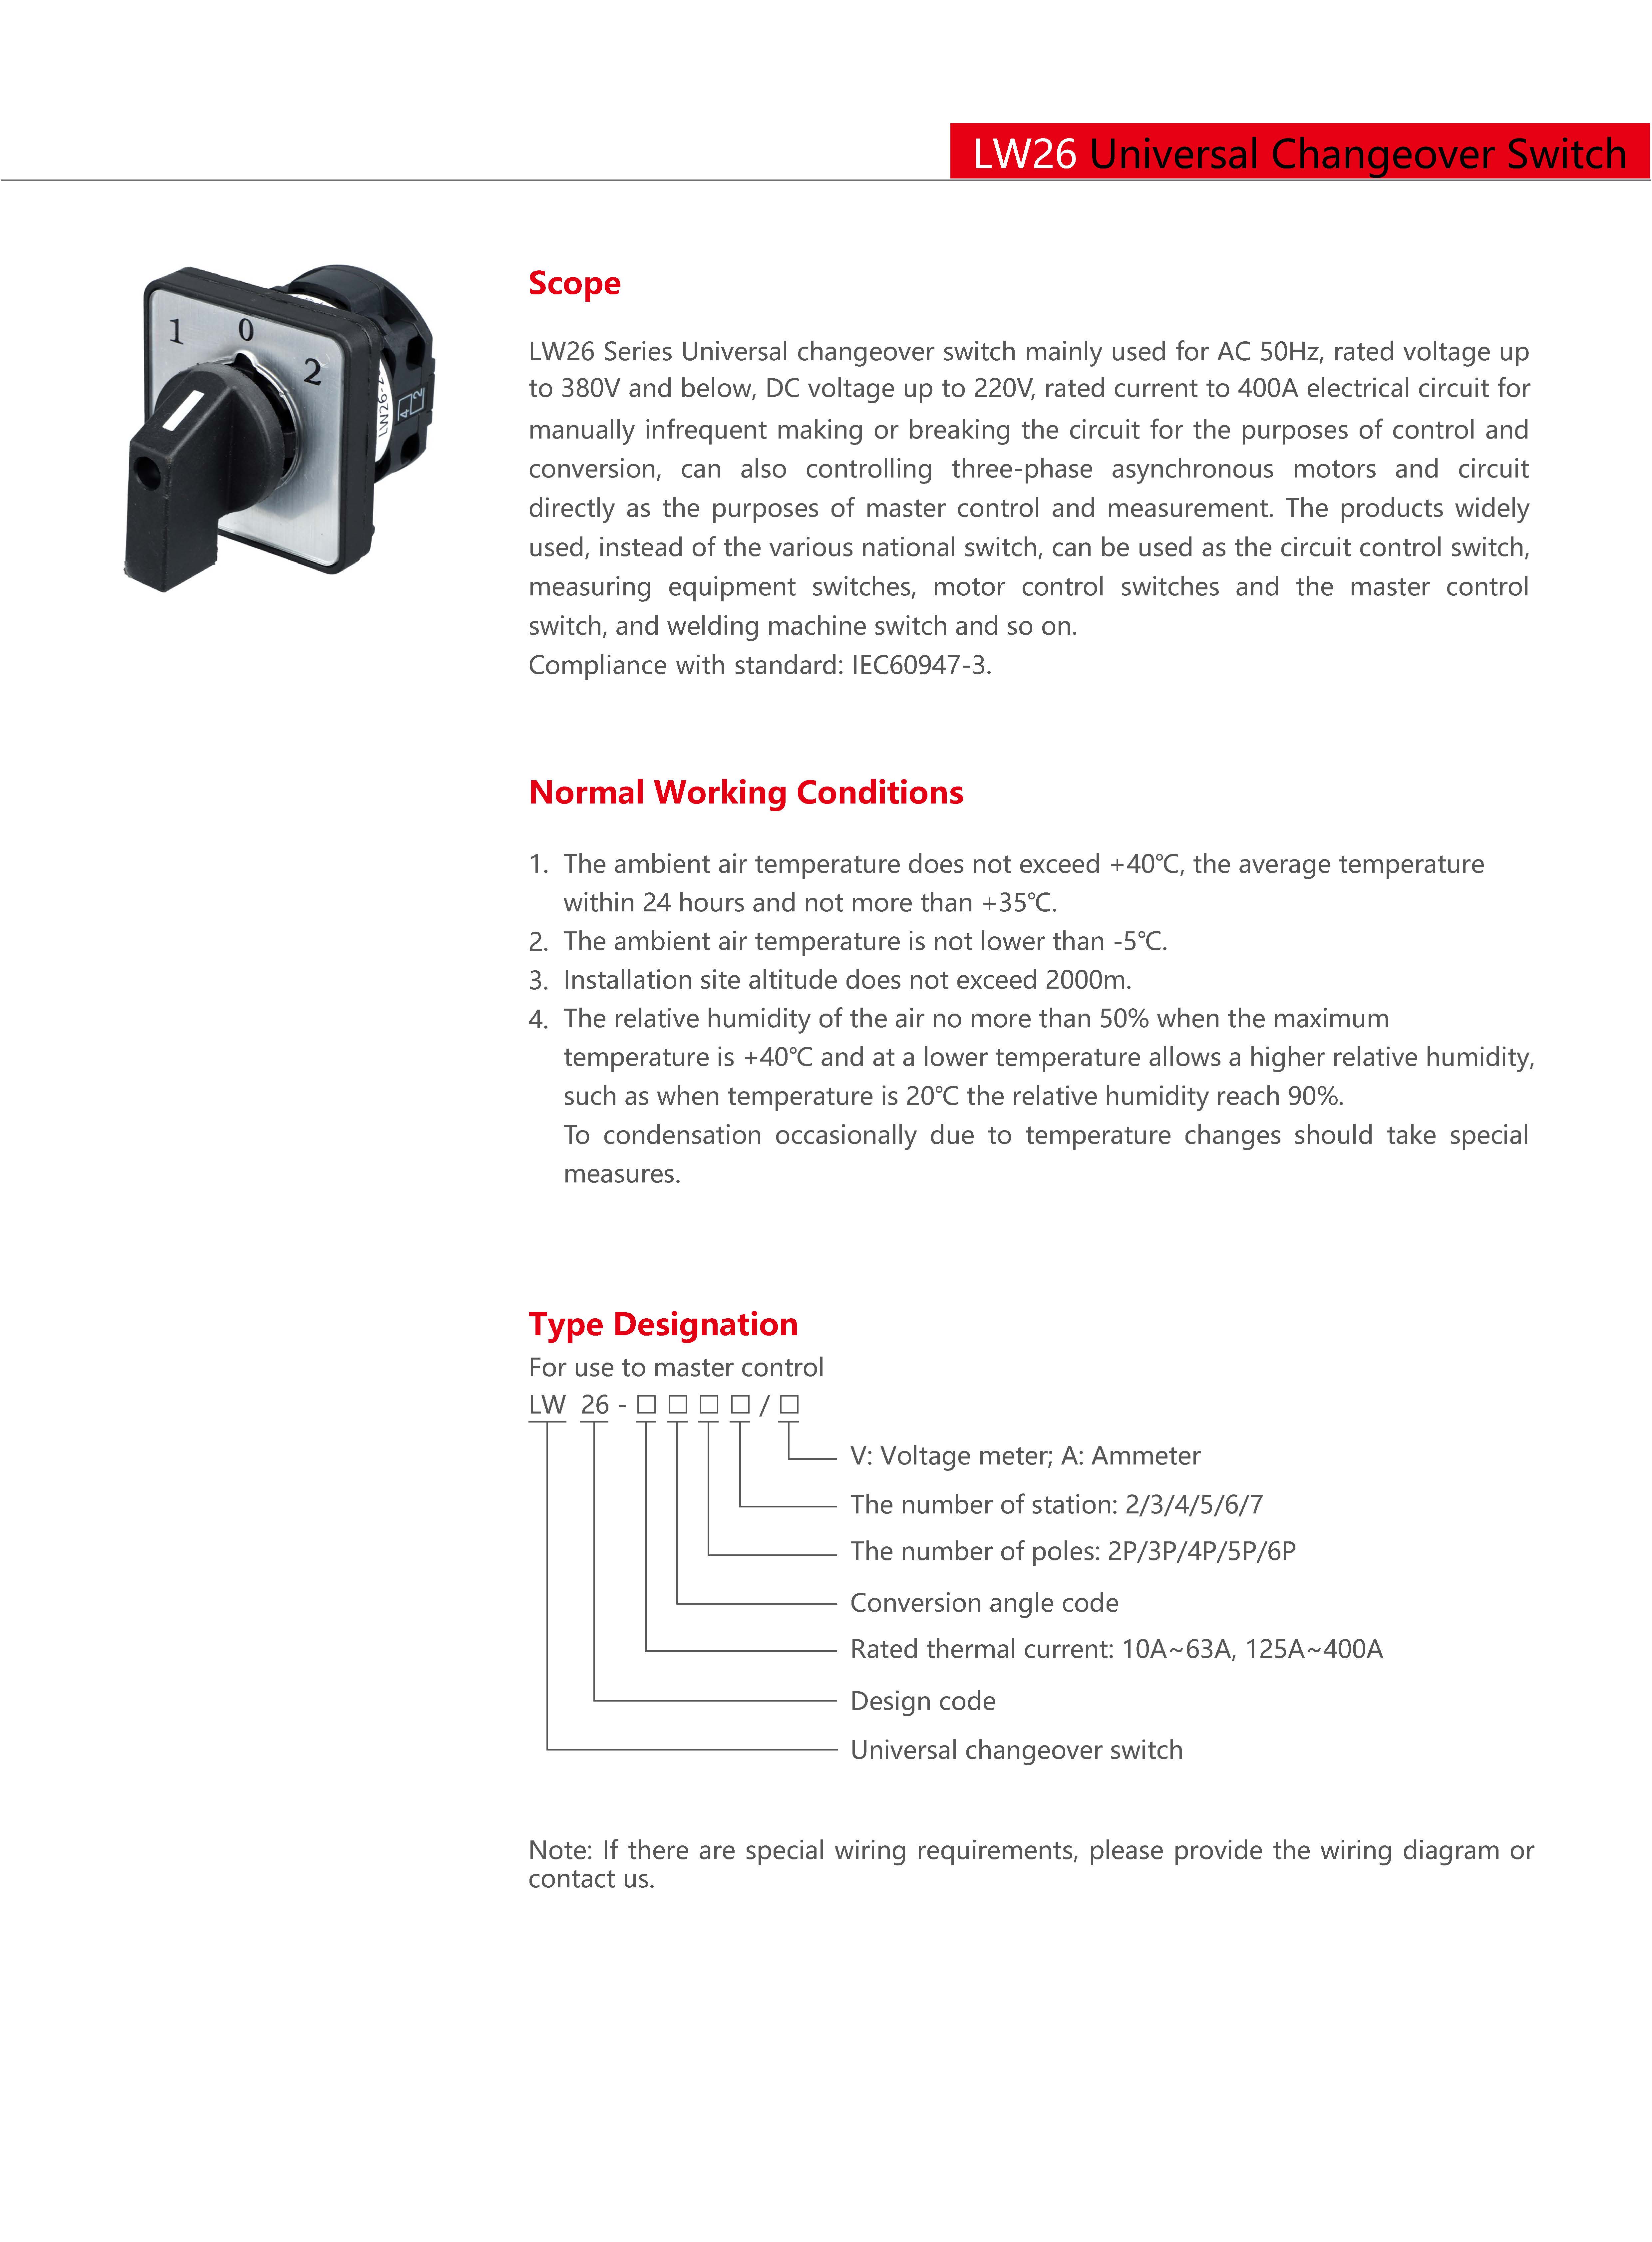 LW26 Universal Changeover Switch
1 0 2
LW26-2
4 2
Scope
LW26 Series Universal changeover switch mainly used for AC 50Hz, rated voltage up
to 380V and below, DC voltage up to 220V, rated current to 400A electrical circuit for
manually infrequent making or breaking the circuit for the purposes of control and
conversion, can also controlling three-phase asynchronous motors and circuit
directly as the purposes of master control and measurement. The products widely
used, instead of the various national switch, can be used as the circuit control switch,
measuring equipment switches, motor control switches and the master control
switch, and welding machine switch and so on.
Compliance with standard: IEC60947-3.
Normal Working Conditions
1. The ambient air temperature does not exceed +40℃, the average temperature
within 24 hours and not more than +35℃.
2. The ambient air temperature is not lower than -5℃.
3. Installation site altitude does not exceed 2000m.
4. The relative humidity of the air no more than 50% when the maximum
temperature is +40℃ and at a lower temperature allows a higher relative humidity,
such as when temperature is 20℃ the relative humidity reach 90%.
To condensation occasionally due to temperature changes should take special
measures.
Type Designation
For use to master control
LW 26 - □ □ □ □ / □
V: Voltage meter; A: Ammeter
The number of station: 2/3/4/5/6/7
The number of poles: 2P/3P/4P/5P/6P
Conversion angle code
Rated thermal current: 10A~63A, 125A~400A
Design code
Universal changeover switch
Note: If there are special wiring requirements, please provide the wiring diagram or
contact us.